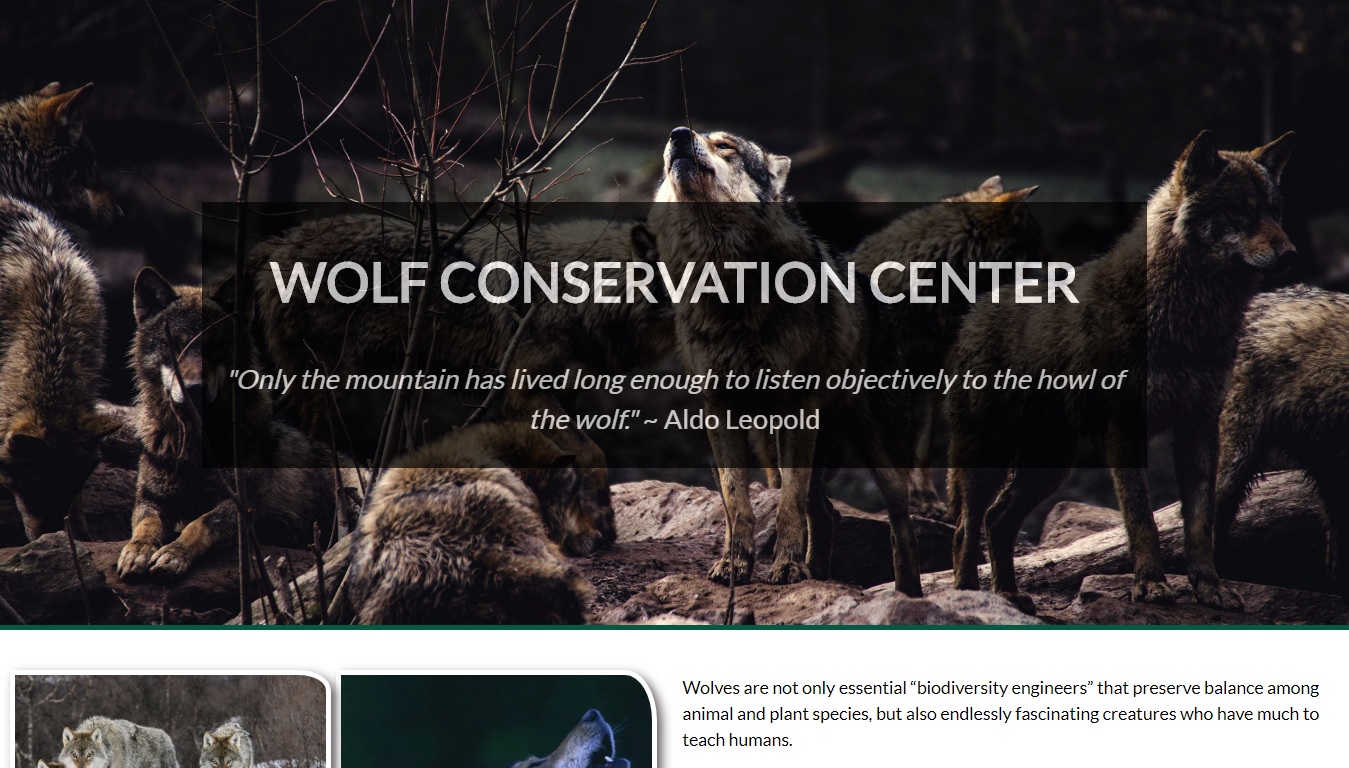 WOLF CONSERVATION CENTER
"Only the mountain has lived long enough to listen objectively to the howl of
the wolf." ~ Aldo Leopold
Wolves are not only essential “biodiversity engineers” that preserve balance among
animal and plant species, but also endlessly fascinating creatures who have much to
teach humans.